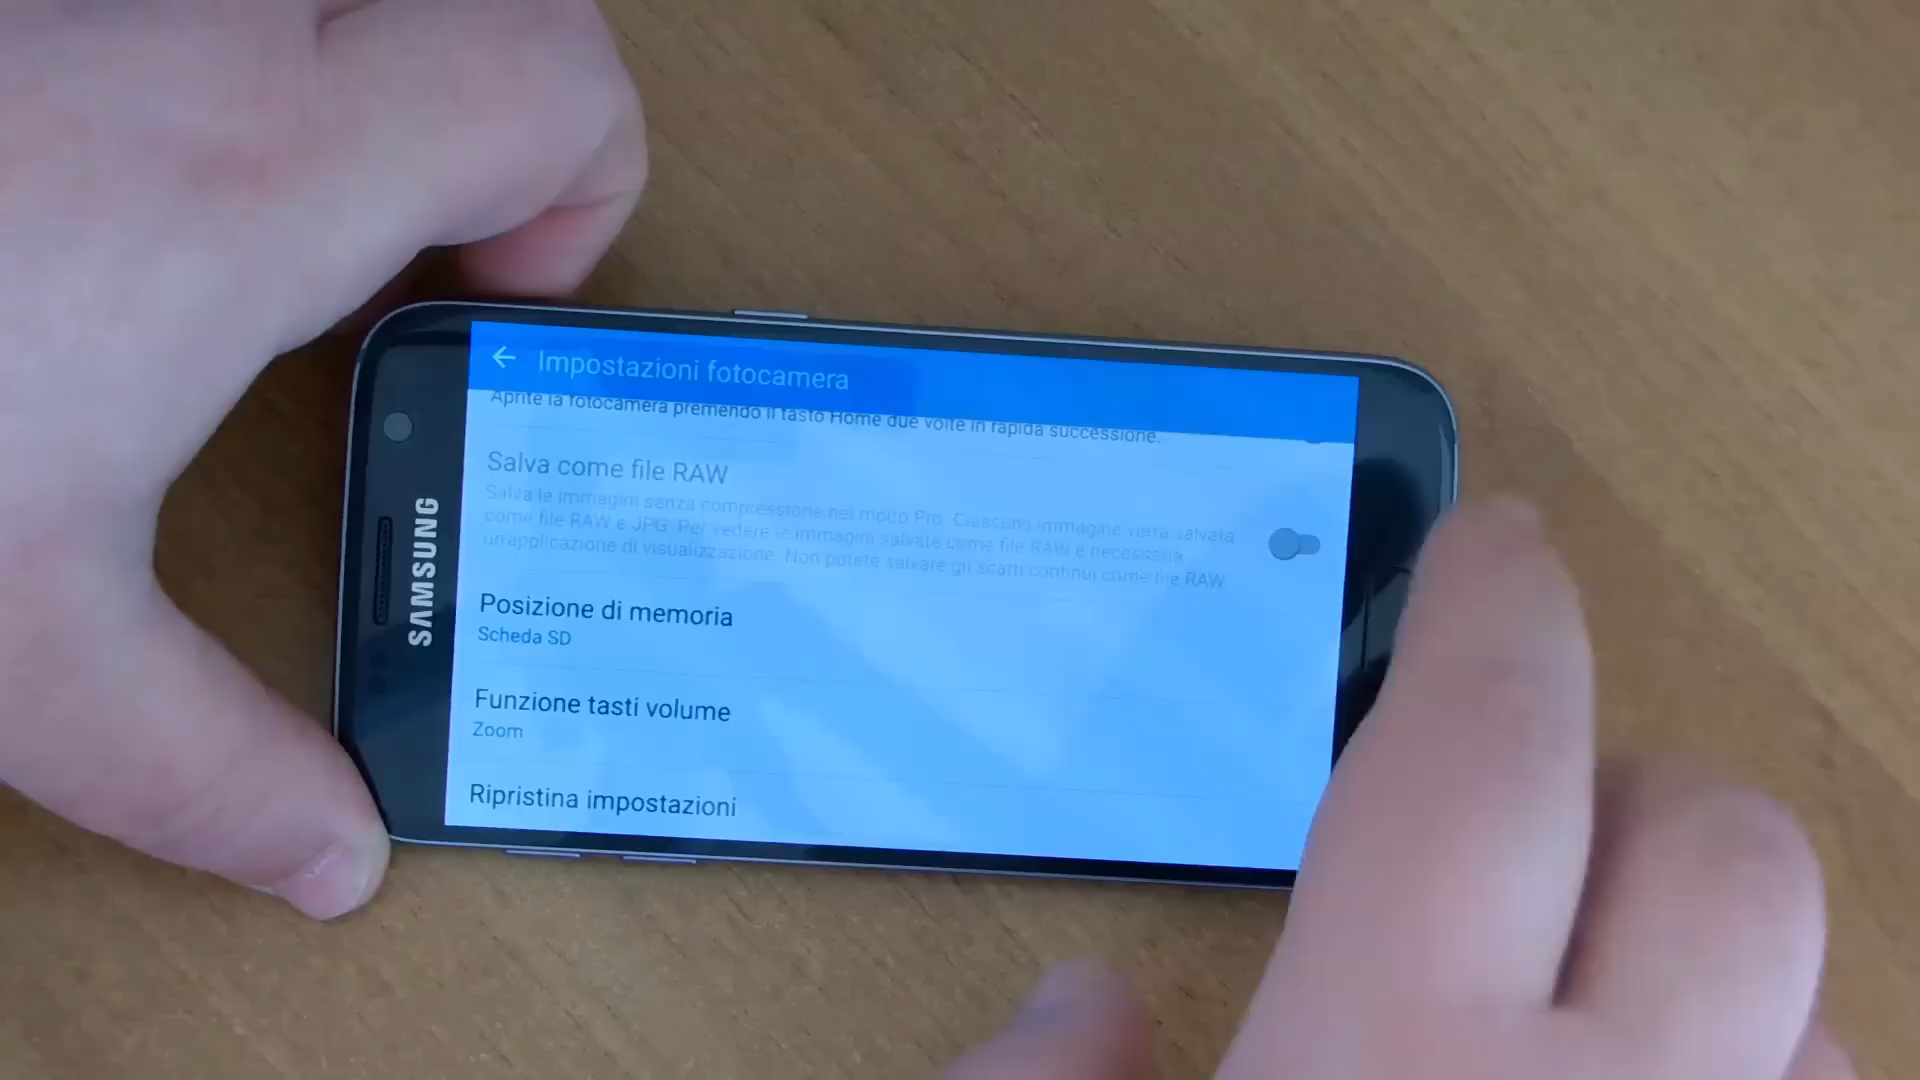 SAMSUNG
Impostazioni fotocamera
Aprite la fotocamera premendo il tasto Home due volte in rapida successione.
Salva come file RAW
Salva le immagini senza compressione nel modo Pro. Ciascuna immagine verrà salvata
come file RAW e JPG. Per vedere le immagini salvate come file RAW è necessaria
un'applicazione di visualizzazione. Non potete salvare gli scatti continui come file RAW
Posizione di memoria
Scheda SD
Funzione tasti volume
Zoom
Ripristina impostazioni